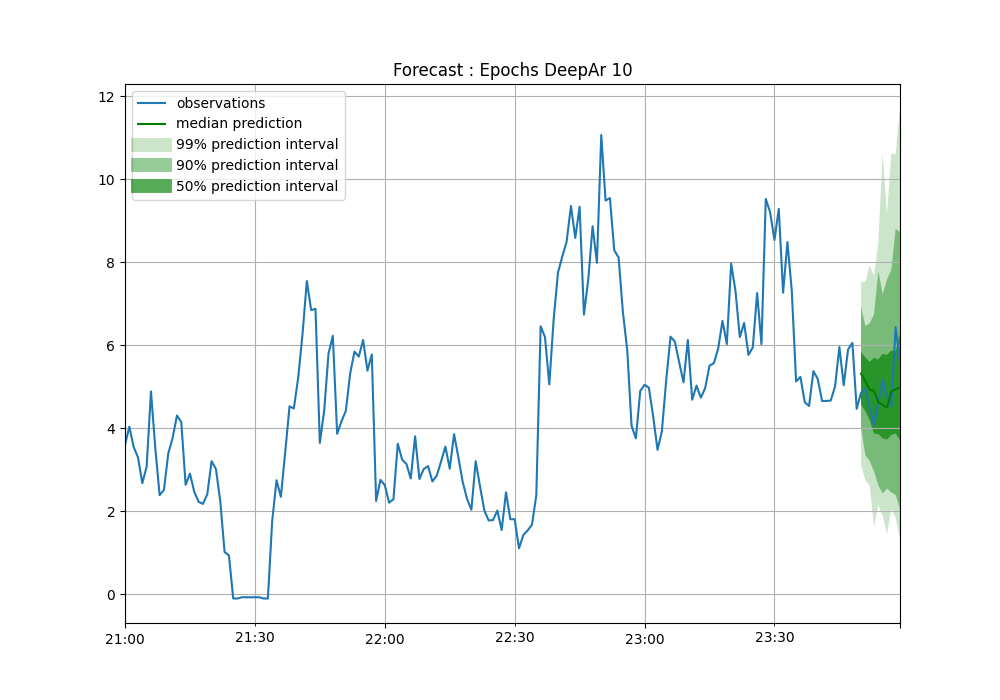 Forecast : Epochs DeepAr 10
observations
median prediction
99% prediction interval
90% prediction interval
50% prediction interval
12
10
8
6
4
2
0
21:00
21:30
22:00
22:30
23:00
23:30